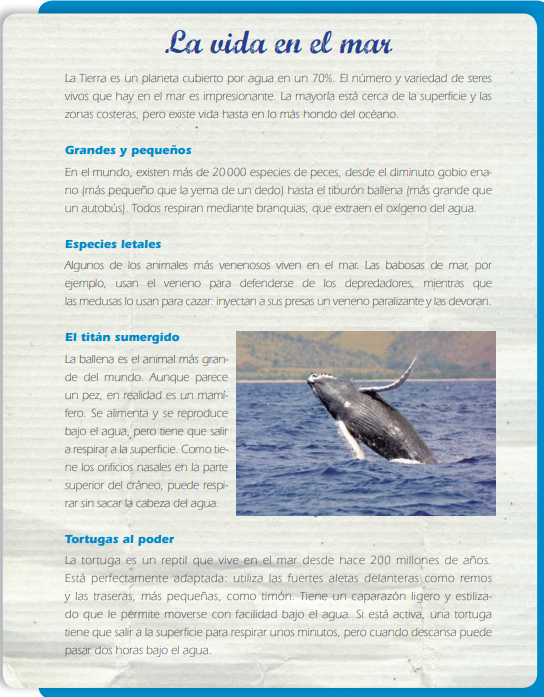 La vida en el mar
La Tierra es un planeta cubierto por agua en un 70%. El número y variedad de seres
vivos que hay en el mar es impresionante. La mayoría está cerca de la superficie y las
zonas costeras, pero existe vida hasta en lo más hondo del océano.
Grandes y pequeños
En el mundo, existen más de 20 000 especies de peces, desde el diminuto gobio ena-
no (más pequeño que la yema de un dedo) hasta el tiburón ballena (más grande que
un autobús). Todos respiran mediante branquias, que extraen el oxígeno del agua.
Especies letales
Algunos de los animales más venenosos viven en el mar. Las babosas de mar, por
ejemplo, usan el veneno para defenderse de los depredadores, mientras que
las medusas lo usan para cazar: inyectan a sus presas un veneno paralizante y las devoran.
El titán sumergido
La ballena es el animal más gran-
de del mundo. Aunque parece
un pez, en realidad es un mamí-
fero. Se alimenta y se reproduce
bajo el agua, pero tiene que salir
a respirar a la superficie. Como tie-
ne los orificios nasales en la parte
superior del cráneo, puede respi-
rar sin sacar la cabeza del agua.
Tortugas al poder
La tortuga es un reptil que vive en el mar desde hace 200 millones de años.
Está perfectamente adaptada: utiliza las fuertes aletas delanteras como remos
y las traseras, más pequeñas, como timón. Tiene un caparazón ligero y estiliza-
do que le permite moverse con facilidad bajo el agua. Si está activa, una tortuga
tiene que salir a la superficie para respirar unos minutos, pero cuando descansa puede
pasar dos horas bajo el agua.